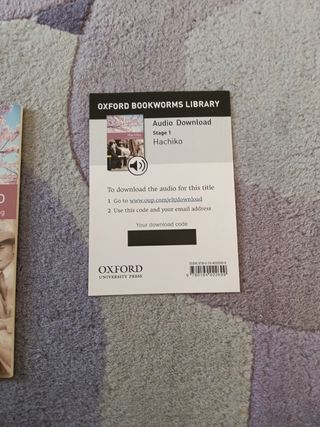 OXFORD BOOKWORMS LIBRARY
Audio Download
Stage 1
Hachiko
To download the audio for this title
1 Go to www.oup.com/elt/download
2 Use this code and your email address
Your download code
OXFORD
UNIVERSITY PRESS